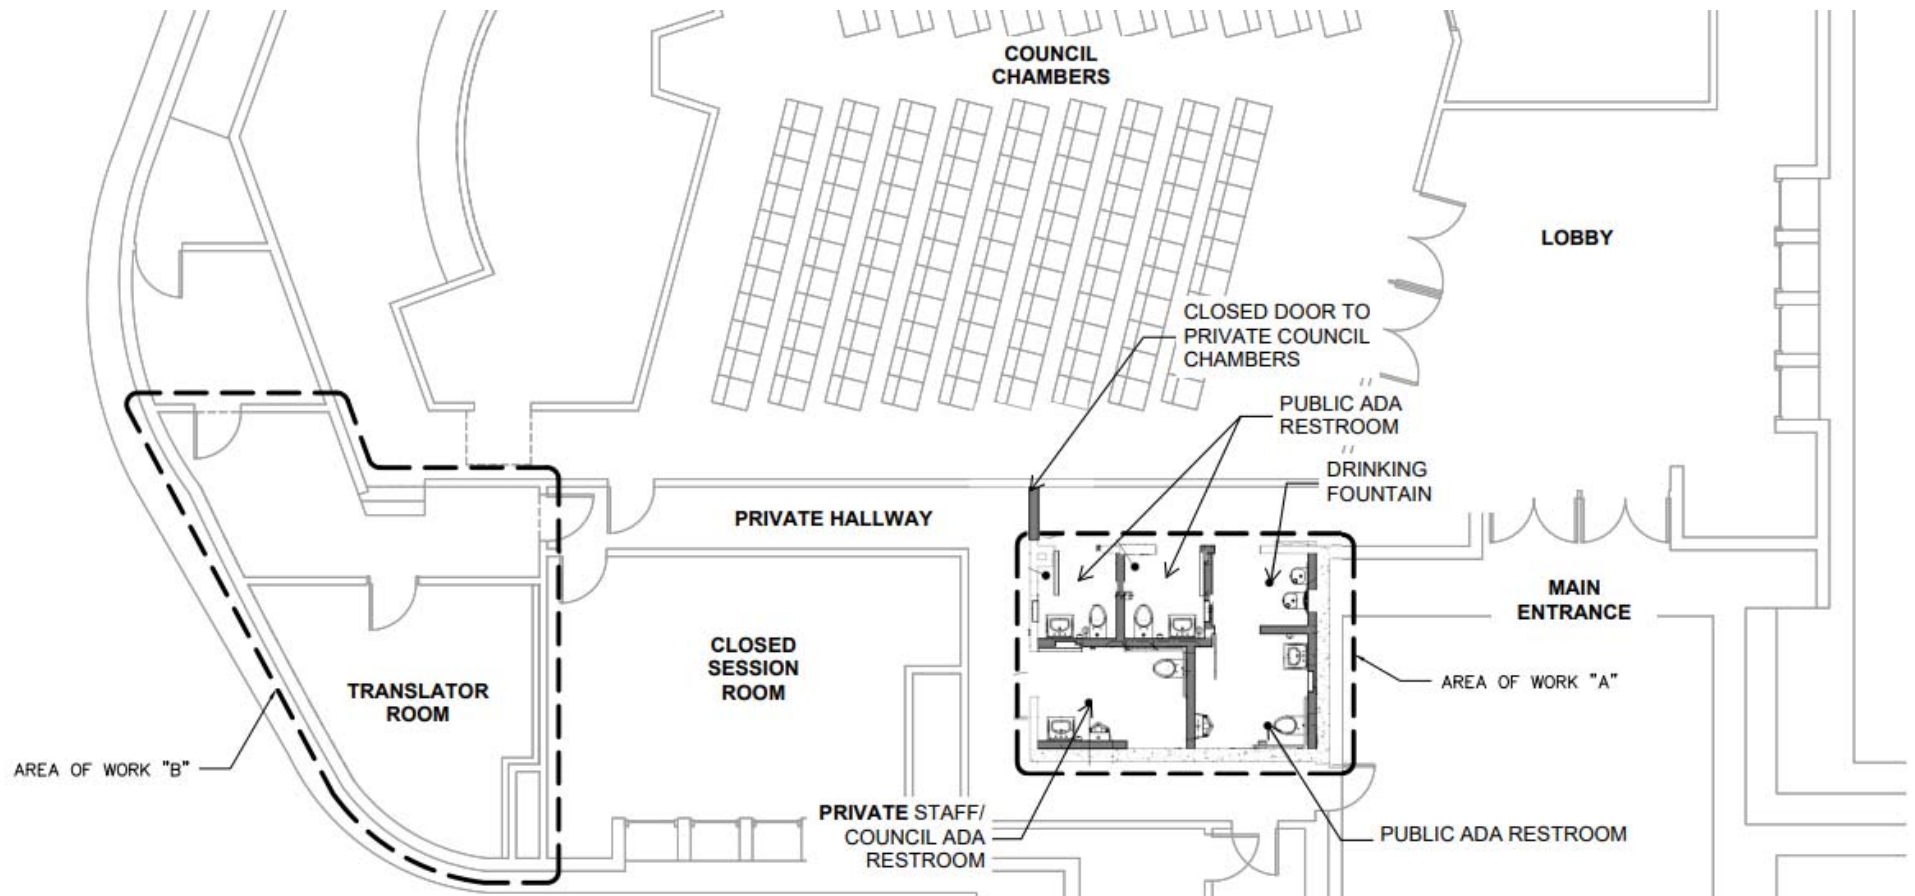 COUNCIL
CHAMBERS
LOBBY
CLOSED DOOR TO
PRIVATE COUNCIL
CHAMBERS
PUBLIC ADA
RESTROOM
DRINKING
FOUNTAIN
PRIVATE HALLWAY
MAIN
ENTRANCE
CLOSED
SESSION
ROOM
TRANSLATOR
ROOM
AREA OF WORK "A"
AREA OF WORK "B"
PRIVATE STAFF/
COUNCIL ADA
RESTROOM
PUBLIC ADA RESTROOM